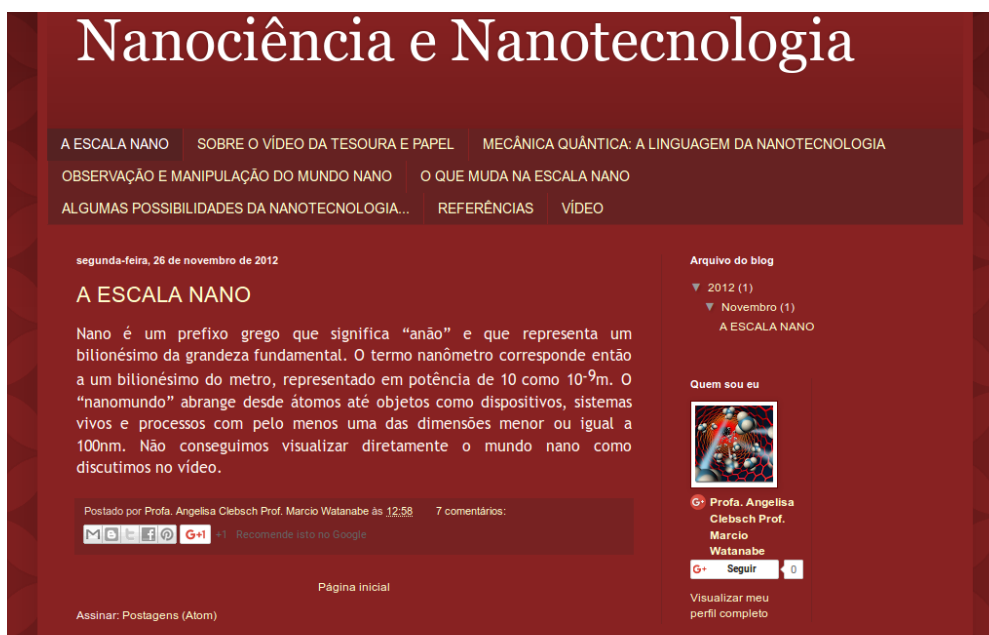 Nanociência e Nanotecnologia
A ESCALA NANO
SOBRE O VÍDEO DA TESOURA E PAPEL
MECÂNICA QUÂNTICA: A LINGUAGEM DA NANOTECNOLOGIA
OBSERVAÇÃO E MANIPULAÇÃO DO MUNDO NANO
O QUE MUDA NA ESCALA NANO
ALGUMAS POSSIBILIDADES DA NANOTECNOLOGIA...
REFERÊNCIAS
VÍDEO
segunda-feira, 26 de novembro de 2012
A ESCALA NANO
Nano é um prefixo grego que significa “anão” e que representa um
bilionésimo da grandeza fundamental. O termo nanômetro corresponde então
a um bilionésimo do metro, representado em potência de 10 como 10-9m. O
“nanomundo” abrange desde átomos até objetos como dispositivos, sistemas
vivos e processos com pelo menos uma das dimensões menor ou igual a
100nm. Não conseguimos visualizar diretamente o mundo nano como
discutimos no vídeo.
Postado por Profa. Angelisa Clebsch Prof. Marcio Watanabe às 12:58
7 comentários:
G+1 +1 Recomende isto no Google
Página inicial
Assinar: Postagens (Atom)
Arquivo do blog
▼ 2012 (1)
▼ Novembro (1)
A ESCALA NANO
Quem sou eu
G+ Profa. Angelisa
Clebsch Prof.
Marcio
Watanabe
G+ Seguir 0
Visualizar meu
perfil completo